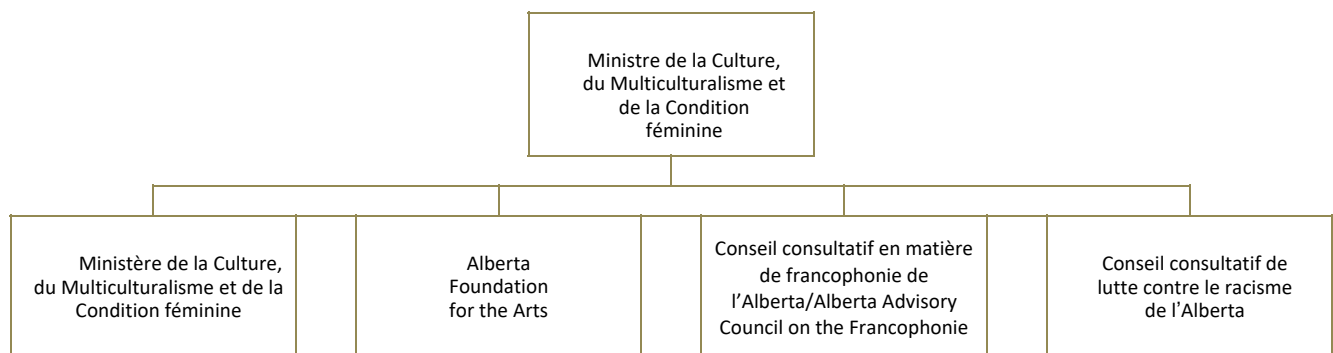 Ministre de la Culture,
du Multiculturalisme et
de la Condition
féminine
Ministère de la Culture,
du Multiculturalisme et de la
Condition féminine
Alberta
Foundation
for the Arts
Conseil consultatif en matière
de francophonie de
l’Alberta/Alberta Advisory
Council on the Francophonie
Conseil consultatif de
lutte contre le racisme
de l’Alberta